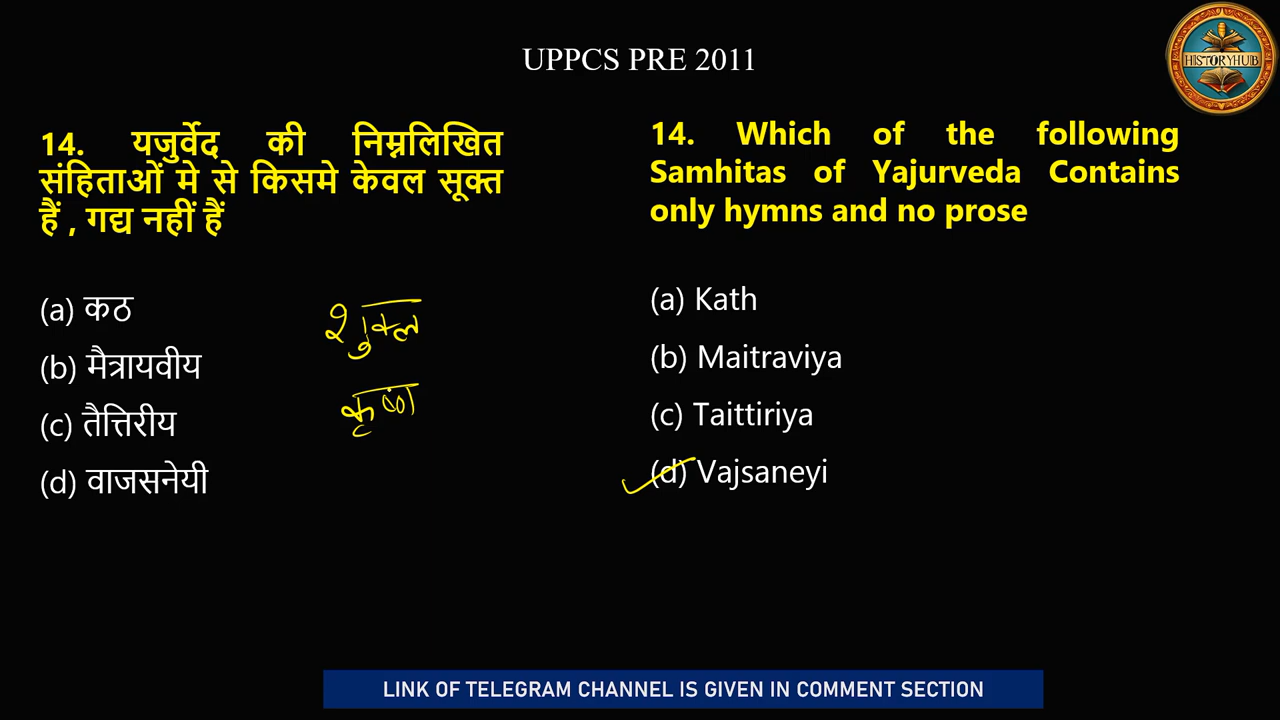 UPPCS PRE 2011
HISTORYHUB
14. यजुर्वेद की निम्नलिखित
संहिताओं मे से किसमे केवल सूक्त
हैं , गद्य नहीं हैं
(a) कठ
(b) मैत्रायवीय
(c) तैत्तिरीय
(d) वाजसनेयी
शुक्ल
कृष्ण
14. Which of the following
Samhitas of Yajurveda Contains
only hymns and no prose
(a) Kath
(b) Maitraviya
(c) Taittiriya
(d) Vajsaneyi
LINK OF TELEGRAM CHANNEL IS GIVEN IN COMMENT SECTION